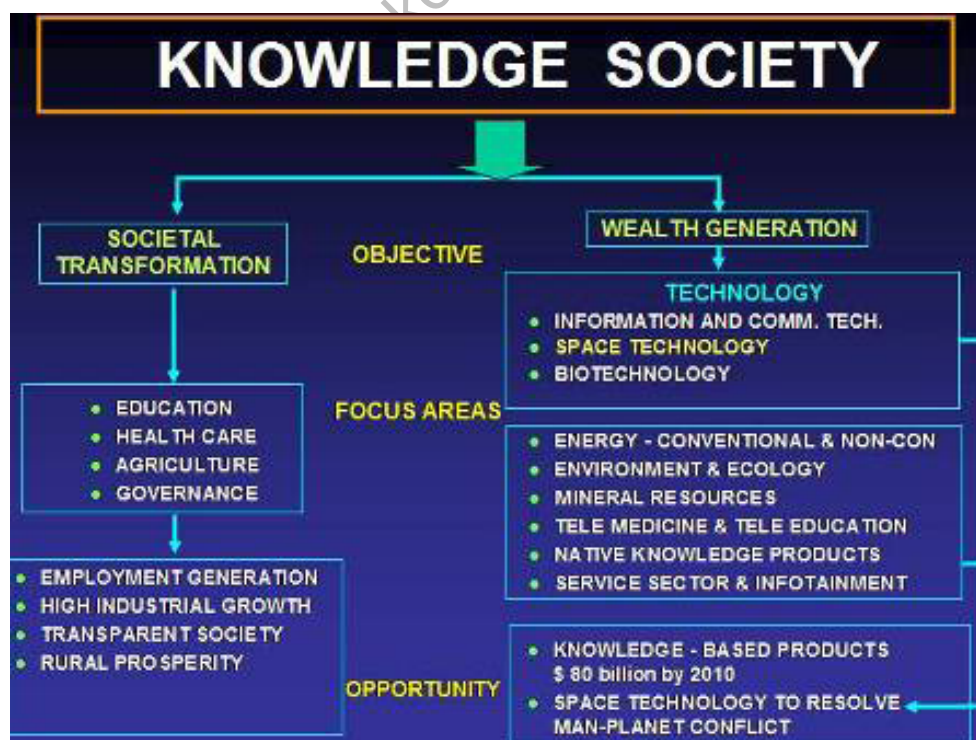 KNOWLEDGE SOCIETY
SOCIETAL
TRANSFORMATION
OBJECTIVE
WEALTH GENERATION
TECHNOLOGY
INFORMATION AND COMM. TECH.
SPACE TECHNOLOGY
BIOTECHNOLOGY
EDUCATION
HEALTH CARE
AGRICULTURE
GOVERNANCE
FOCUS AREAS
ENERGY - CONVENTIONAL & NON-CON
ENVIRONMENT & ECOLOGY
MINERAL RESOURCES
TELE MEDICINE & TELE EDUCATION
NATIVE KNOWLEDGE PRODUCTS
SERVICE SECTOR & INFOTAINMENT
EMPLOYMENT GENERATION
HIGH INDUSTRIAL GROWTH
TRANSPARENT SOCIETY
RURAL PROSPERITY
OPPORTUNITY
KNOWLEDGE - BASED PRODUCTS
$ 80 billion by 2010
SPACE TECHNOLOGY TO RESOLVE
MAN-PLANET CONFLICT